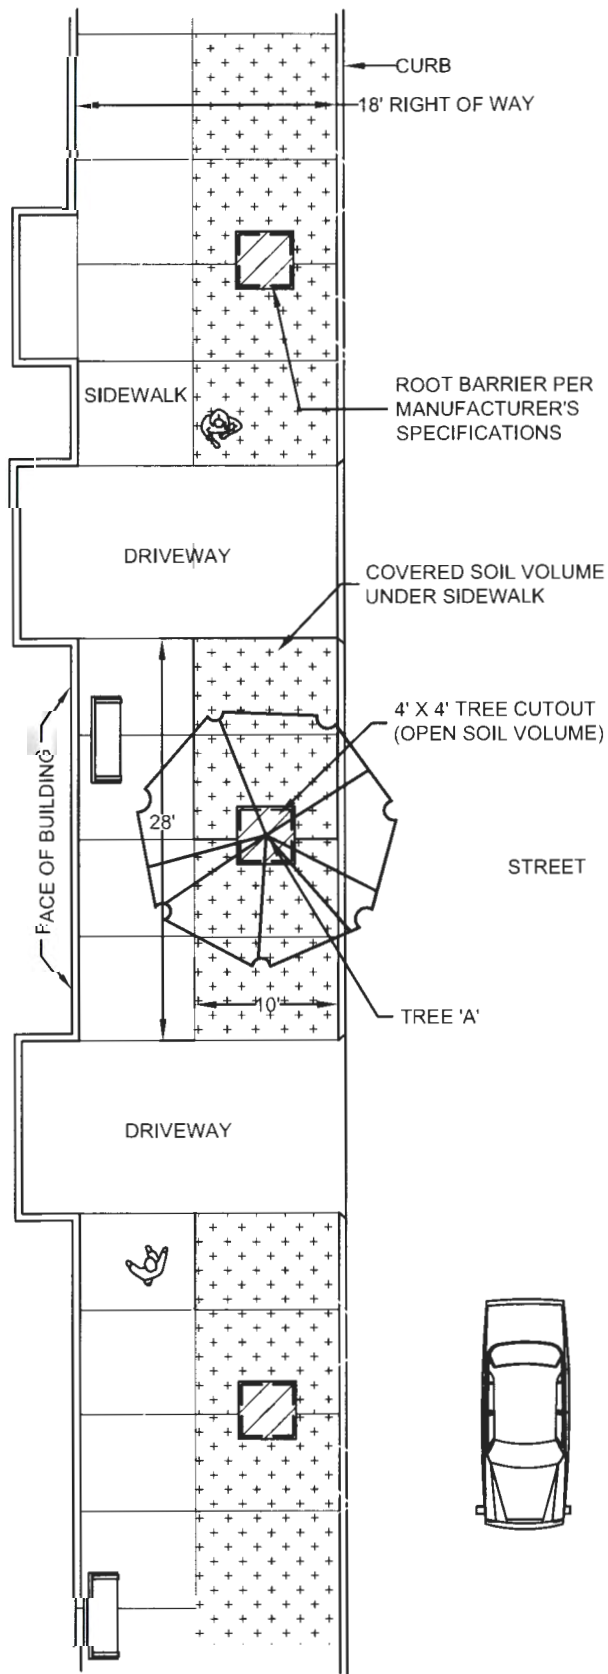 CURB
18' RIGHT OF WAY
ROOT BARRIER PER
MANUFACTURER'S
SPECIFICATIONS
SIDEWALK
DRIVEWAY
COVERED SOIL VOLUME
UNDER SIDEWALK
4' X 4' TREE CUTOUT
(OPEN SOIL VOLUME)
28'
FACE OF BUILDING
STREET
10'
TREE 'A'
DRIVEWAY